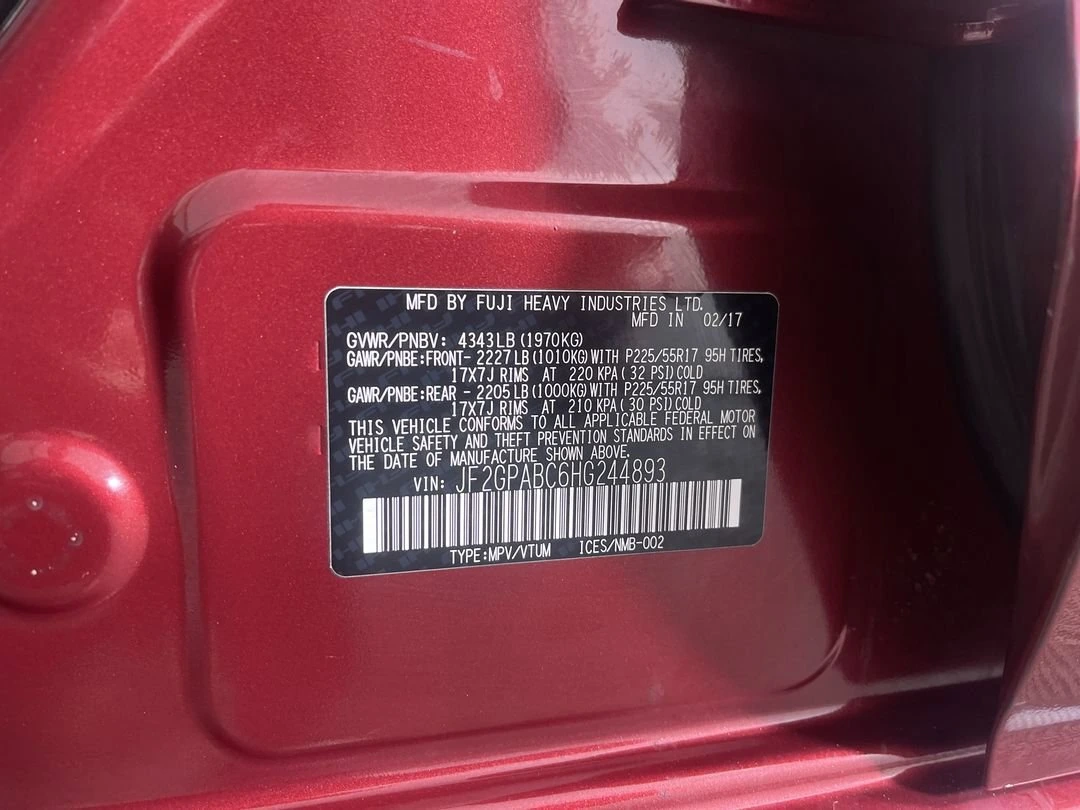 MFD BY FUJI HEAVY INDUSTRIES LTD.
MFD IN 02/17
GVWR/PNBV: 4343LB(1970KG)
GAWR/PNBE:FRONT- 2227LB(1010KG)WITH P225/55R17 95H TIRES,
17X7J RIMS AT 220 KPA( 32 PSI)COLD
GAWR/PNBE:REAR - 2205LB(1000KG)WITH P225/55R17 95H TIRES,
17X7J RIMS AT 210 KPA( 30 PSI)COLD
THIS VEHICLE CONFORMS TO ALL APPLICABLE FEDERAL MOTOR
VEHICLE SAFETY AND THEFT PREVENTION STANDARDS IN EFFECT ON
THE DATE OF MANUFACTURE SHOWN ABOVE.
VIN: JF2GPABC6HG244893
TYPE:MPV/VTUM ICES/NMB-002